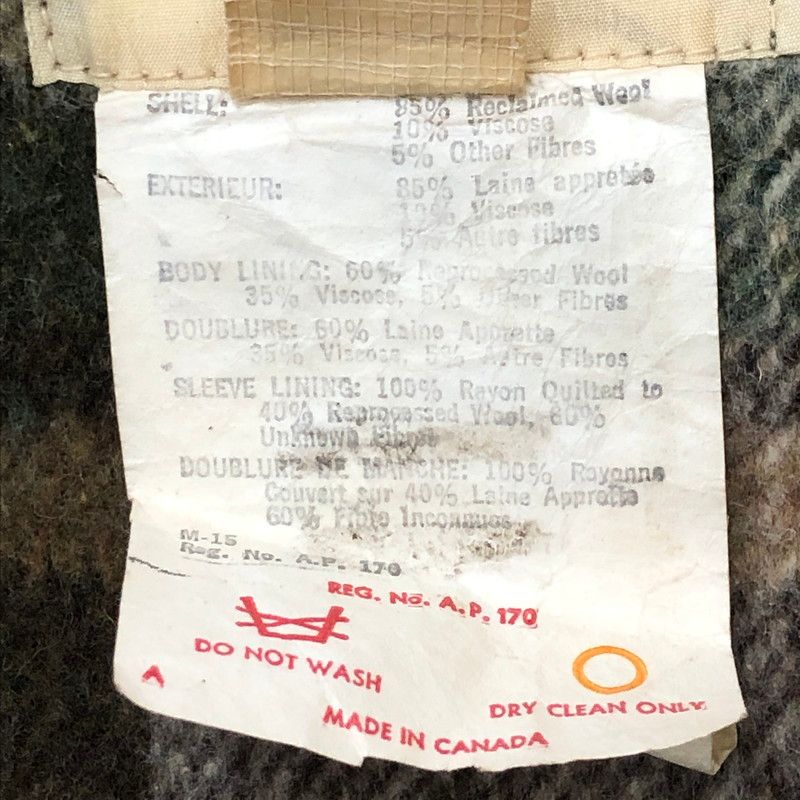 SHELL: 85% Reclaimed Wool
10% Viscose
5% Other Fibres
EXTERIEUR: 85% Laine appretée
10% Viscose
5% Autre fibres
BODY LINING: 60% Reprocessed Wool
35% Viscose, 5% Other Fibres
DOUBLURE: 60% Laine Apprette
35% Viscose, 5% Autre Fibres
SLEEVE LINING: 100% Rayon Quilted to
40% Reprocessed Wool, 60%
Unknown Fibres
DOUBLURE DE MANCHE: 100% Rayonne
Couvert sur 40% Laine Apprette
60% Fibre Inconnues
M-15
Reg. No. A.P. 170
REG. No. A.P. 170
DO NOT WASH
A
DRY CLEAN ONLY
MADE IN CANADA